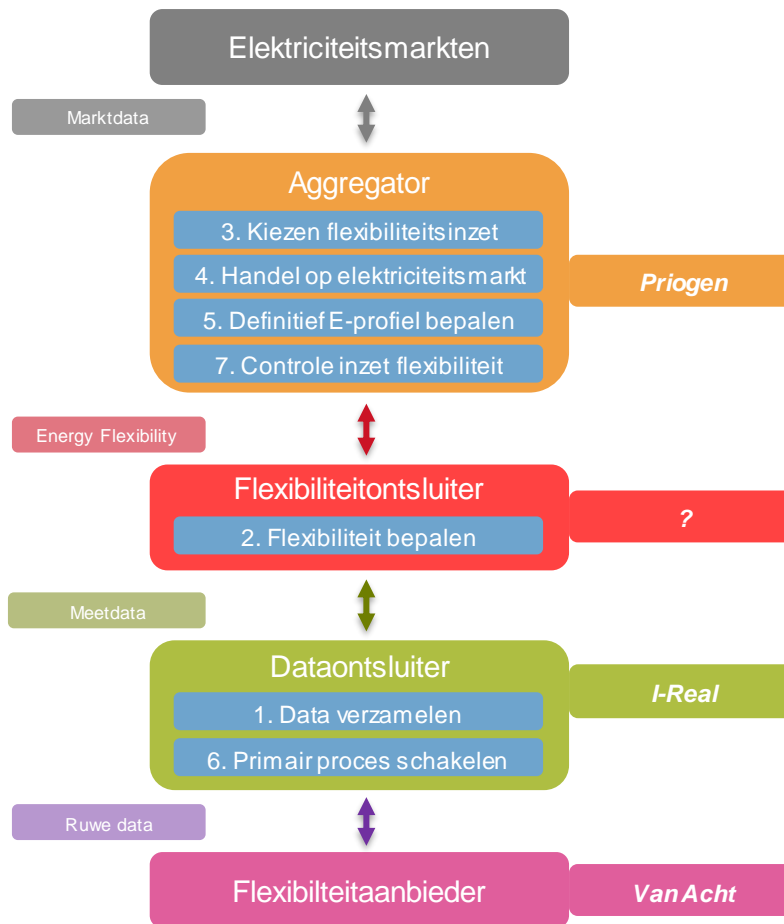 Elektriciteitsmarkten
Marktdata
Aggregator
3. Kiezen flexibiliteitsinzet
4. Handel op elektriciteitsmarkt
Priogen
5. Definitief E-profiel bepalen
7. Controle inzet flexibiliteit
Energy Flexibility
Flexibiliteitontsluiter
2. Flexibiliteit bepalen
?
Meetdata
Dataontsluiter
I-Real
1. Data verzamelen
6. Primair proces schakelen
Ruwe data
Flexibilteitaanbieder
Van Acht